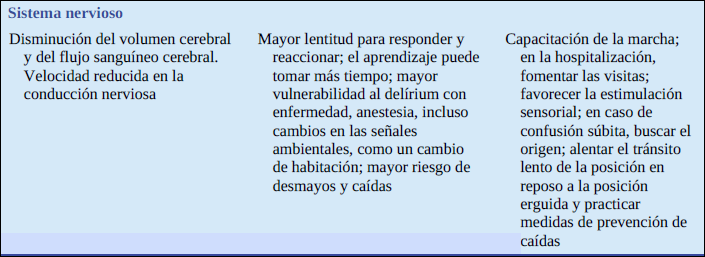 Sistema nervioso
Disminución del volumen cerebral
y del flujo sanguíneo cerebral.
Velocidad reducida en la
conducción nerviosa
Mayor lentitud para responder y
reaccionar; el aprendizaje puede
tomar más tiempo; mayor
vulnerabilidad al delírium con
enfermedad, anestesia, incluso
cambios en las señales
ambientales, como un cambio
de habitación; mayor riesgo de
desmayos y caídas
Capacitación de la marcha;
en la hospitalización,
fomentar las visitas;
favorecer la estimulación
sensorial; en caso de
confusión súbita, buscar el
origen; alentar el tránsito
lento de la posición en
reposo a la posición
erguida y practicar
medidas de prevención de
caídas